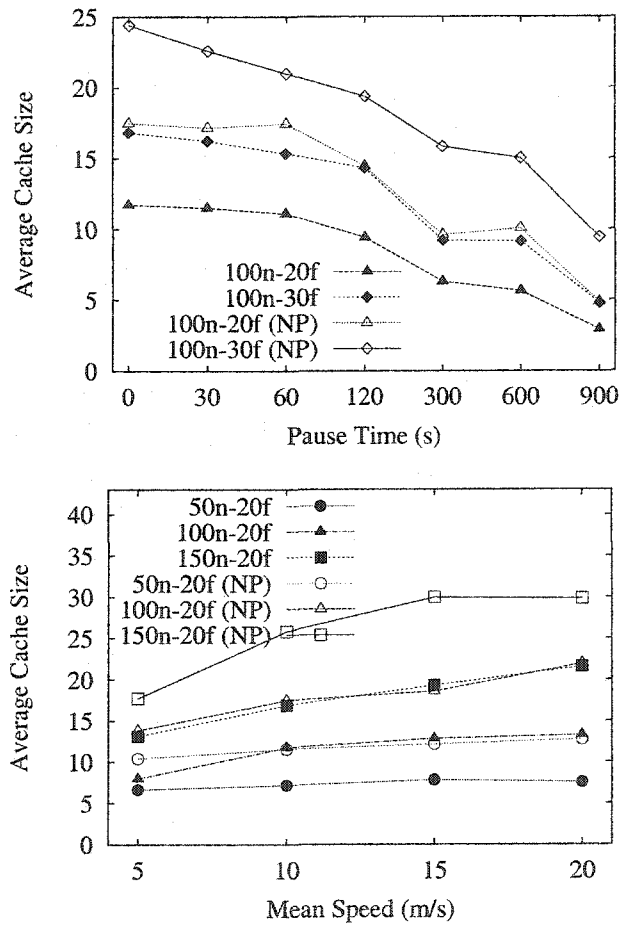 25
20
15
10
5
0
Average Cache Size
100n-20f
100n-30f
100n-20f (NP)
100n-30f (NP)
0 30 60 120 300 600 900
Pause Time (s)
40
35
30
25
20
15
10
5
0
Average Cache Size
50n-20f
100n-20f
150n-20f
50n-20f (NP)
100n-20f (NP)
150n-20f (NP)
5 10 15 20
Mean Speed (m/s)